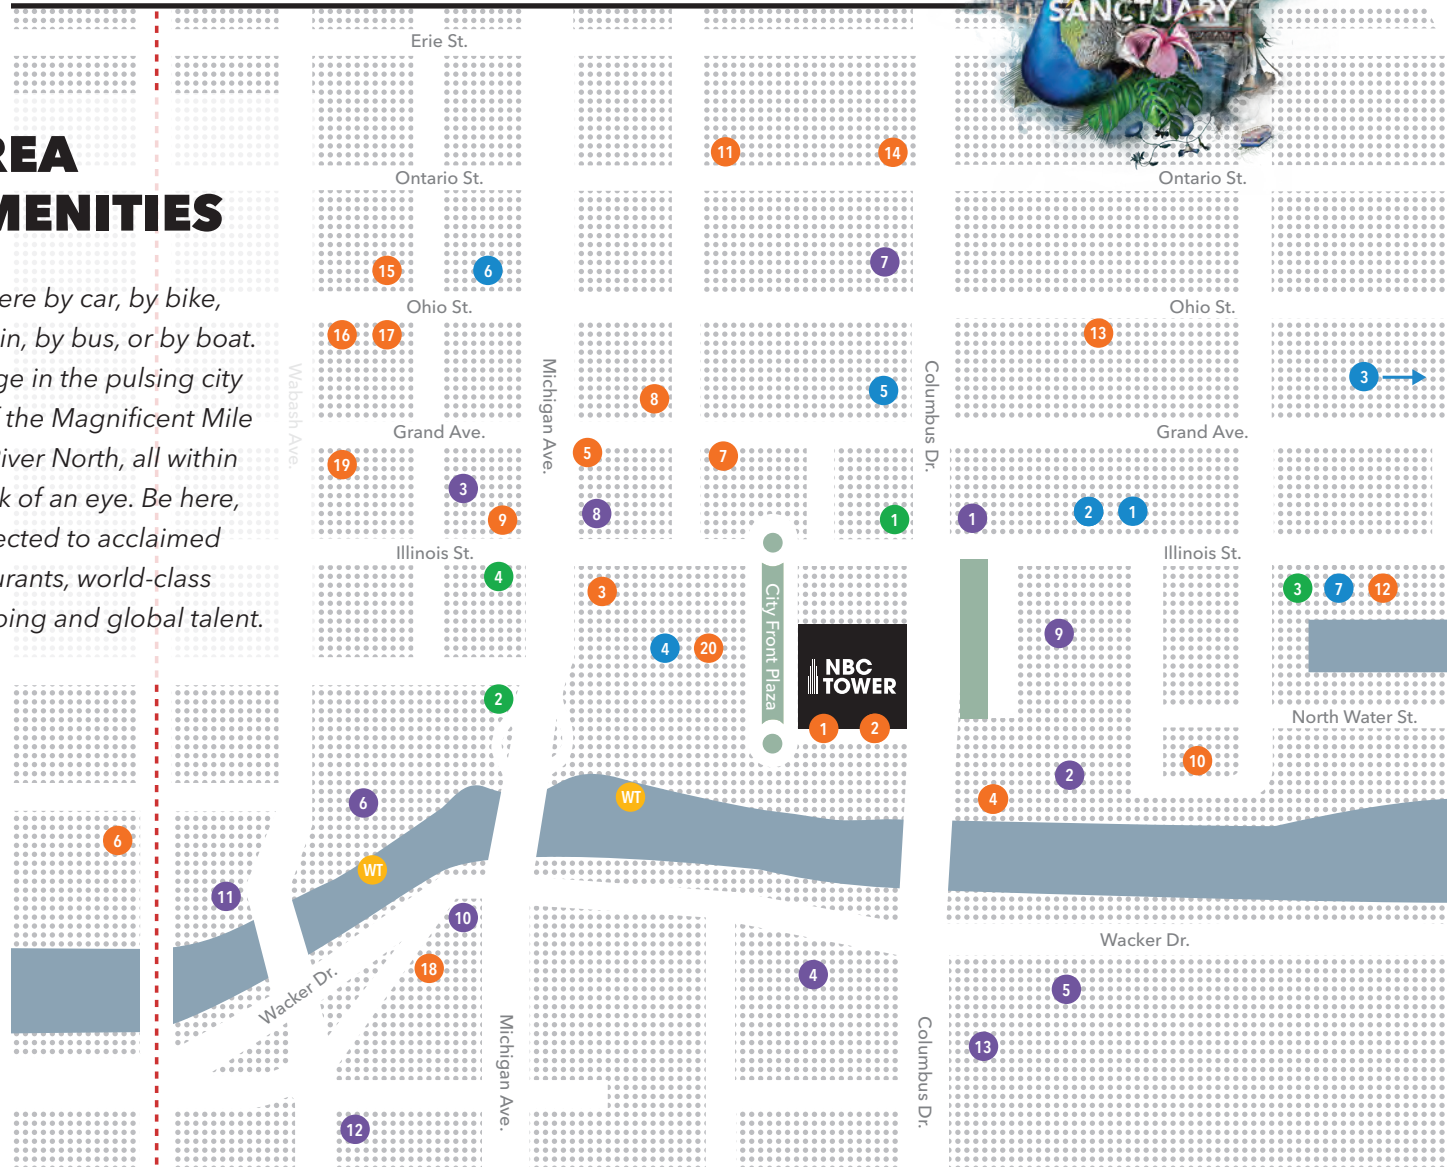 SANCTUARY
Erie St.
11
14
REA
MENITIES
Ontario St.
Ontario St.
7
15
6
ere by car, by bike,
in, by bus, or by boat.
ge in the pulsing city
f the Magnificent Mile
River North, all within
k of an eye. Be here,
ected to acclaimed
urants, world-class
ping and global talent.
Ohio St.
Ohio St.
16
17
13
Wabash Ave.
Michigan Ave.
Columbus Dr.
3
5
8
Grand Ave.
Grand Ave.
5
7
19
3
9
8
1
1
2
1
Illinois St.
Illinois St.
4
3
3
7
12
City Front Plaza
9
4
20
NBC
TOWER
2
1
2
North Water St.
10
2
4
6
WT
6
WT
11
10
Wacker Dr.
18
4
Wacker Dr.
5
Michigan Ave.
Columbus Dr.
13
12